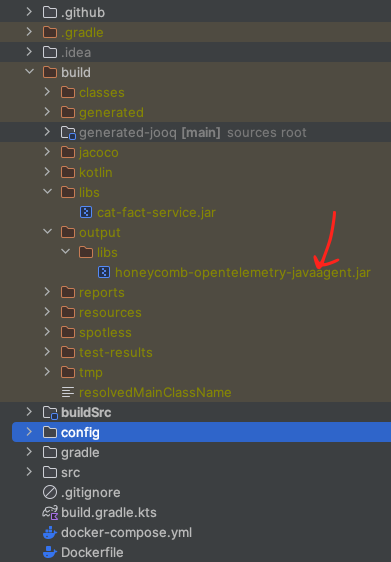 .github
.gradle
.idea
build
classes
generated
generated-jooq [main] sources root
jacoco
kotlin
libs
cat-fact-service.jar
output
libs
honeycomb-opentelemetry-javaagent.jar
reports
resources
spotless
test-results
tmp
resolvedMainClassName
buildSrc
config
gradle
src
.gitignore
build.gradle.kts
docker-compose.yml
Dockerfile